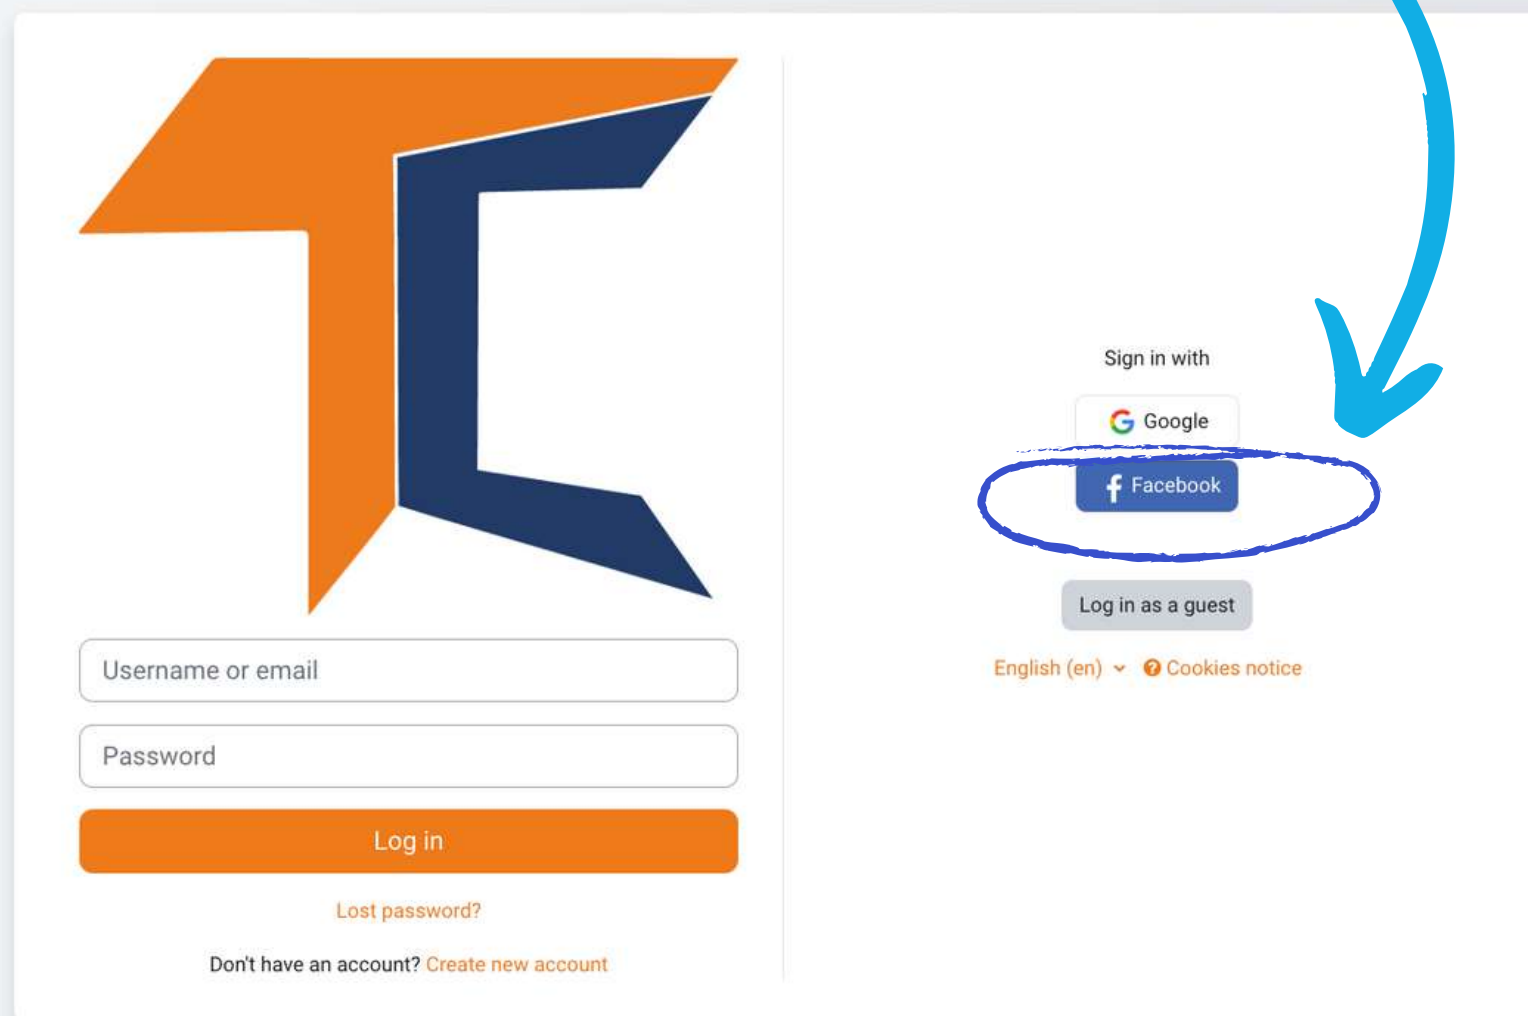 TC
Username or email
Password
Log in
Lost password?
Don't have an account? Create new account
Sign in with
Google
Facebook
Log in as a guest
English (en)
Cookies notice